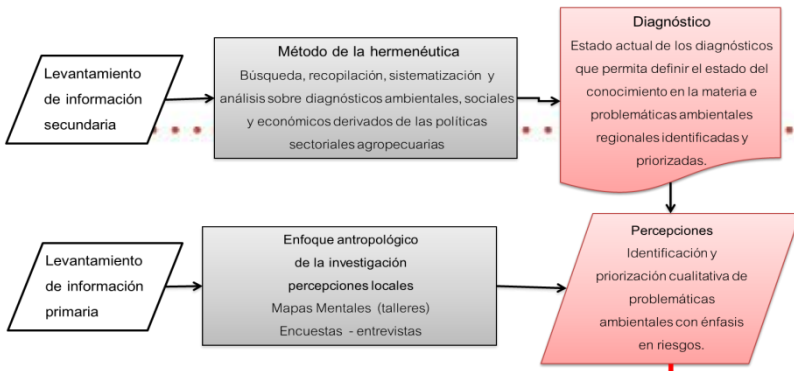 Levantamiento
de información
secundaria
Método de la hermenéutica
Búsqueda, recopilación, sistematización y
análisis sobre diagnósticos ambientales, sociales
y económicos derivados de las políticas
sectoriales agropecuarias
Diagnóstico
Estado actual de los diagnósticos
que permita definir el estado del
conocimiento en la materia e
problemáticas ambientales
regionales identificadas y
priorizadas.
Levantamiento
de información
primaria
Enfoque antropológico
de la investigación
percepciones locales
Mapas Mentales (talleres)
Encuestas - entrevistas
Percepciones
Identificación y
priorización cualitativa de
problemáticas
ambientales con énfasis
en riesgos.